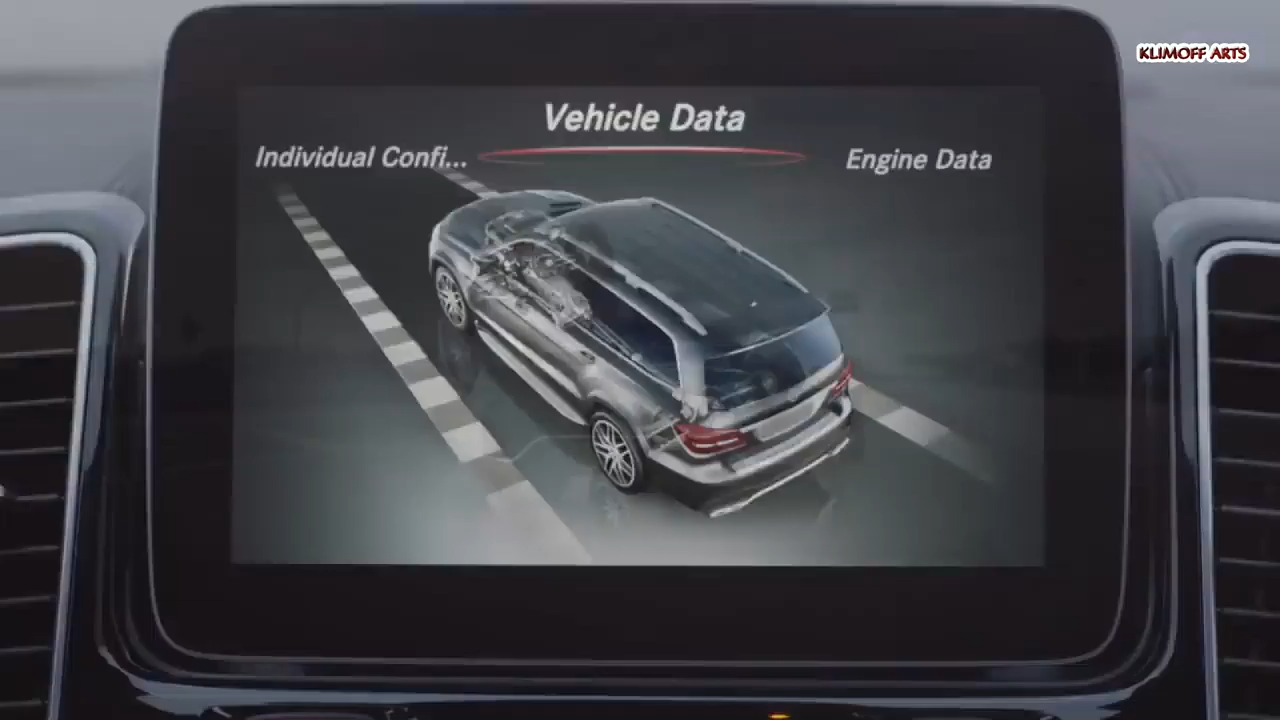 KLIMOFF ARTS
Vehicle Data
Individual Confi...
Engine Data